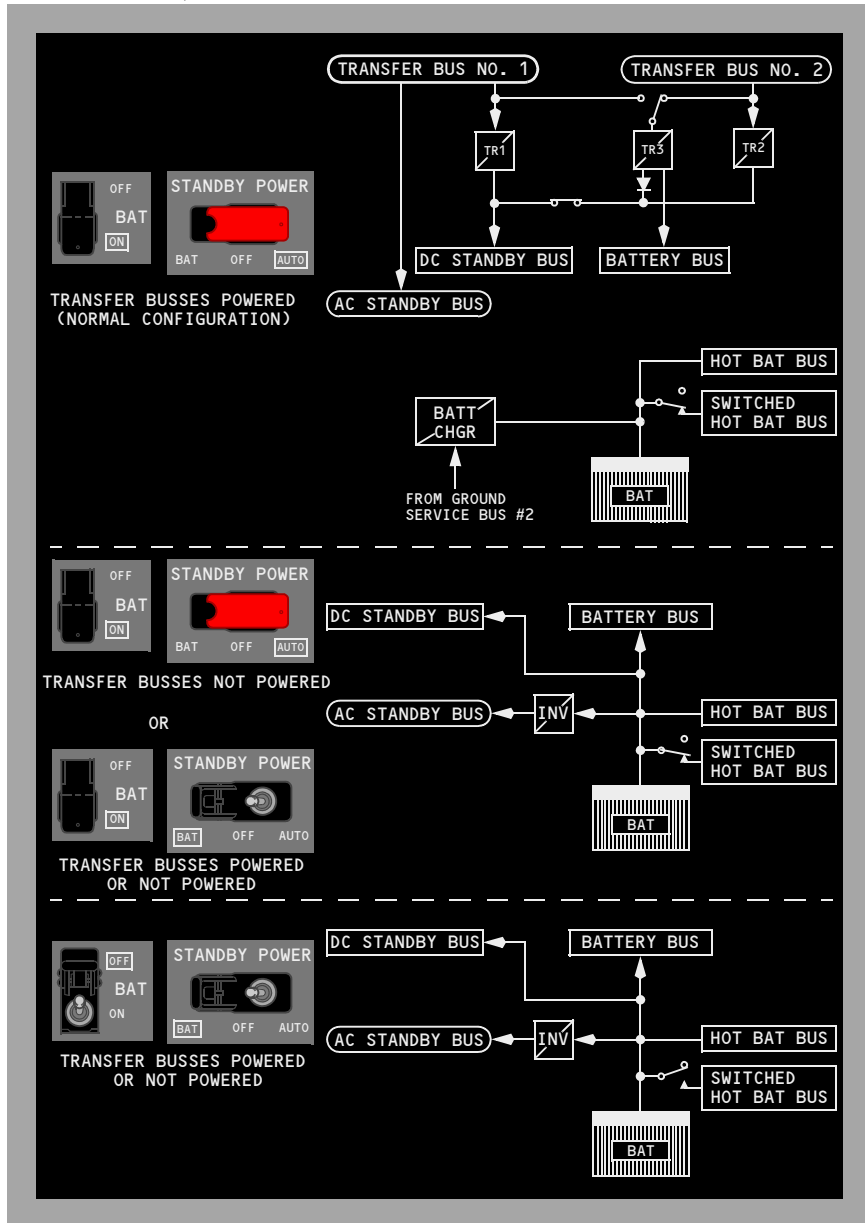 TRANSFER BUS NO. 1
TRANSFER BUS NO. 2
TR1
TR3
TR2
OFF
BAT
ON
STANDBY POWER
BAT OFF AUTO
DC STANDBY BUS
BATTERY BUS
TRANSFER BUSSES POWERED
(NORMAL CONFIGURATION)
AC STANDBY BUS
HOT BAT BUS
BATT
CHGR
SWITCHED
HOT BAT BUS
BAT
FROM GROUND
SERVICE BUS #2
OFF
BAT
ON
STANDBY POWER
BAT OFF AUTO
TRANSFER BUSSES NOT POWERED
OR
DC STANDBY BUS
BATTERY BUS
AC STANDBY BUS
INV
HOT BAT BUS
SWITCHED
HOT BAT BUS
BAT
OFF
BAT
ON
STANDBY POWER
BAT OFF AUTO
TRANSFER BUSSES POWERED
OR NOT POWERED
OFF
BAT
ON
STANDBY POWER
BAT OFF AUTO
TRANSFER BUSSES POWERED
OR NOT POWERED
DC STANDBY BUS
BATTERY BUS
AC STANDBY BUS
INV
HOT BAT BUS
SWITCHED
HOT BAT BUS
BAT